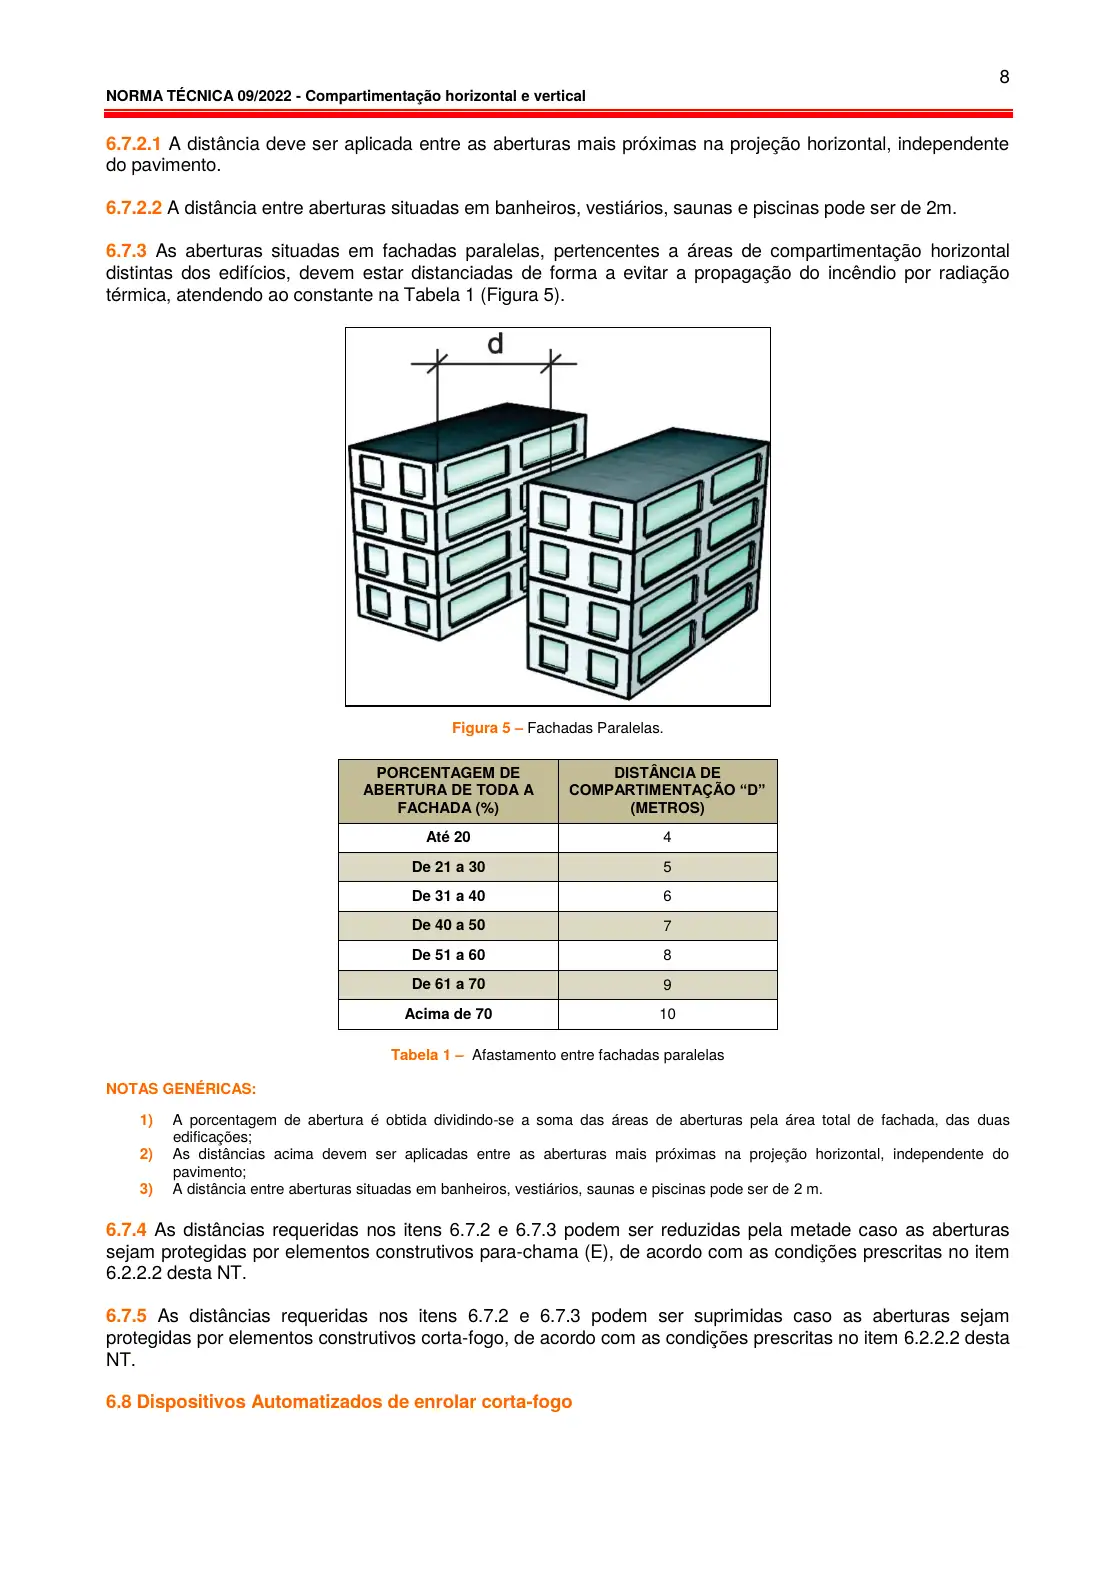 8
NORMA TÉCNICA 09/2022 - Compartimentação horizontal e vertical
6.7.2.1 A distância deve ser aplicada entre as aberturas mais próximas na projeção horizontal, independente
do pavimento.
6.7.2.2 A distância entre aberturas situadas em banheiros, vestiários, saunas e piscinas pode ser de 2m.
6.7.3 As aberturas situadas em fachadas paralelas, pertencentes a áreas de compartimentação horizontal
distintas dos edifícios, devem estar distanciadas de forma a evitar a propagação do incêndio por radiação
térmica, atendendo ao constante na Tabela 1 (Figura 5).
d
Figura 5 – Fachadas Paralelas.
PORCENTAGEM DE
ABERTURA DE TODA A
FACHADA (%)
DISTÂNCIA DE
COMPARTIMENTAÇÃO “D”
(METROS)
Até 20 4
De 21 a 30 5
De 31 a 40 6
De 40 a 50 7
De 51 a 60 8
De 61 a 70 9
Acima de 70 10
Tabela 1 – Afastamento entre fachadas paralelas
NOTAS GENÉRICAS:
1) A porcentagem de abertura é obtida dividindo-se a soma das áreas de aberturas pela área total de fachada, das duas
edificações;
2) As distâncias acima devem ser aplicadas entre as aberturas mais próximas na projeção horizontal, independente do
pavimento;
3) A distância entre aberturas situadas em banheiros, vestiários, saunas e piscinas pode ser de 2 m.
6.7.4 As distâncias requeridas nos itens 6.7.2 e 6.7.3 podem ser reduzidas pela metade caso as aberturas
sejam protegidas por elementos construtivos para-chama (E), de acordo com as condições prescritas no item
6.2.2.2 desta NT.
6.7.5 As distâncias requeridas nos itens 6.7.2 e 6.7.3 podem ser suprimidas caso as aberturas sejam
protegidas por elementos construtivos corta-fogo, de acordo com as condições prescritas no item 6.2.2.2 desta
NT.
6.8 Dispositivos Automatizados de enrolar corta-fogo